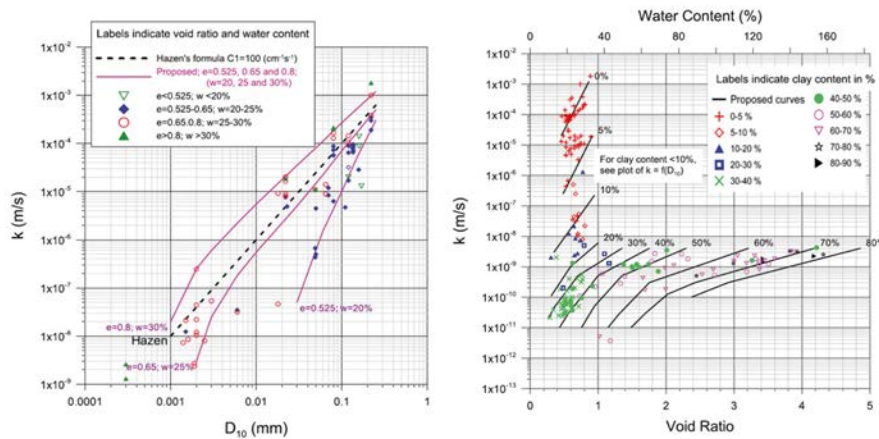 Labels indicate void ratio and water content
Hazen's formula C1=100 (cm⁻¹s⁻¹)
Proposed; e=0.525, 0.65 and 0.8;
(w=20, 25 and 30%)
e<0.525; w <20%
e=0.525-0.65; w=20-25%
e=0.65.0.8; w=25-30%
e>0.8; w >30%
1x10⁻²
1x10⁻³
1x10⁻⁴
1x10⁻⁵
1x10⁻⁶
1x10⁻⁷
1x10⁻⁸
1x10⁻⁹
k (m/s)
e=0.525; w=20%
e=0.8; w=30%
Hazen
e=0.65; w=25%
0.0001 0.001 0.01 0.1 1
D₁₀ (mm)
Water Content (%)
0 35 70 105 140 175
1x10⁻²
1x10⁻³
1x10⁻⁴
1x10⁻⁵
1x10⁻⁶
1x10⁻⁷
1x10⁻⁸
1x10⁻⁹
1x10⁻¹⁰
1x10⁻¹¹
1x10⁻¹²
1x10⁻¹³
k (m/s)
Labels indicate clay content in %
Proposed curves
0-5 %
5-10 %
10-20 %
20-30 %
30-40 %
40-50 %
50-60 %
60-70 %
70-80 %
80-90 %
For clay content <10%,
see plot of k = f(D₁₀)
0%
5%
10%
20% 30% 40% 50% 60% 70% 80%
0 1 2 3 4 5
Void Ratio